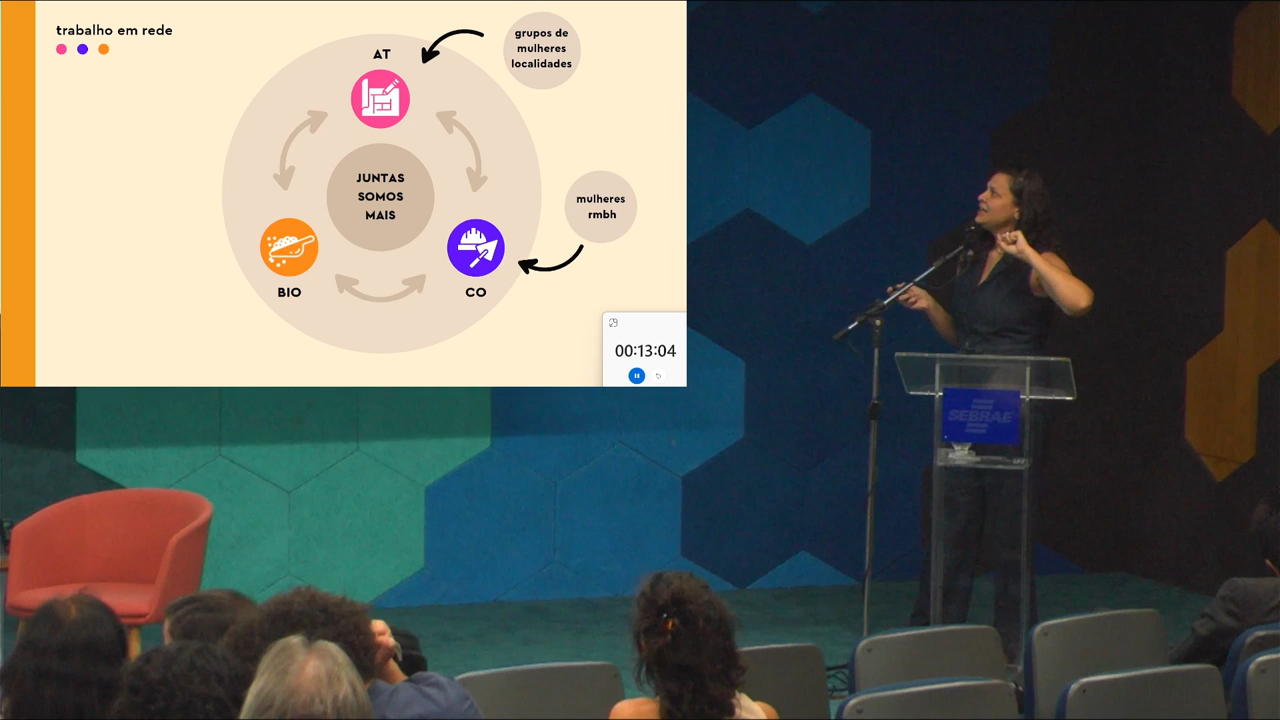 trabalho em rede
AT
grupos de
mulheres
localidades
JUNTAS
SOMOS
MAIS
mulheres
rmbh
BIO
CO
00:13:04
SEBRAE